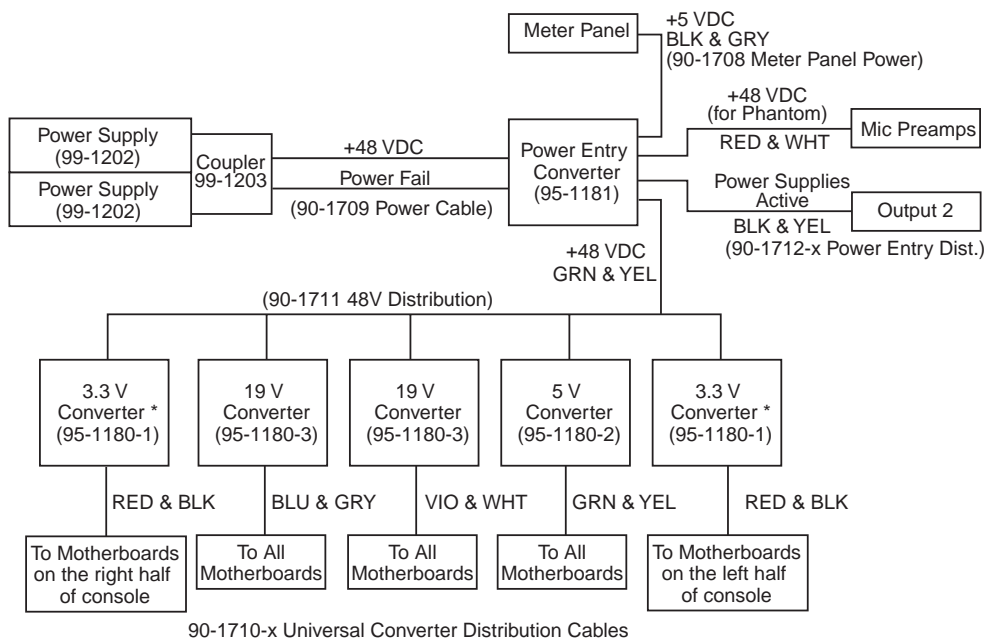 Meter Panel
+5 VDC
BLK & GRY
(90-1708 Meter Panel Power)
+48 VDC
(for Phantom)
RED & WHT
Mic Preamps
Power Supply
(99-1202)
Power Supply
(99-1202)
Coupler
99-1203
+48 VDC
Power Fail
(90-1709 Power Cable)
Power Entry
Converter
(95-1181)
Power Supplies
Active
BLK & YEL
Output 2
(90-1712-x Power Entry Dist.)
+48 VDC
GRN & YEL
(90-1711 48V Distribution)
3.3 V
Converter *
(95-1180-1)
19 V
Converter
(95-1180-3)
19 V
Converter
(95-1180-3)
5 V
Converter
(95-1180-2)
3.3 V
Converter *
(95-1180-1)
RED & BLK
BLU & GRY
VIO & WHT
GRN & YEL
RED & BLK
To Motherboards
on the right half
of console
To All
Motherboards
To All
Motherboards
To All
Motherboards
To Motherboards
on the left half
of console
90-1710-x Universal Converter Distribution Cables